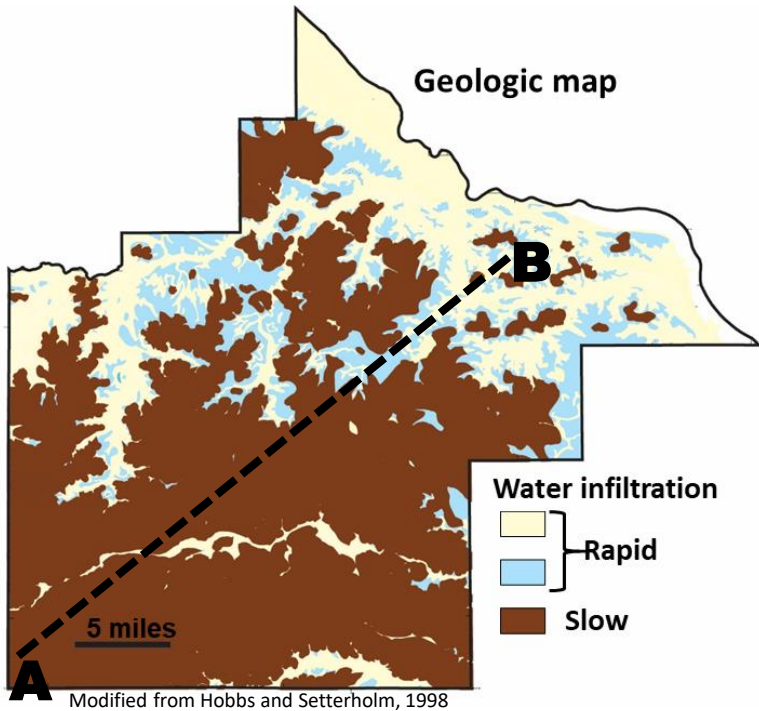 Geologic map
B
Water infiltration
Rapid
Slow
5 miles
A
Modified from Hobbs and Setterholm, 1998